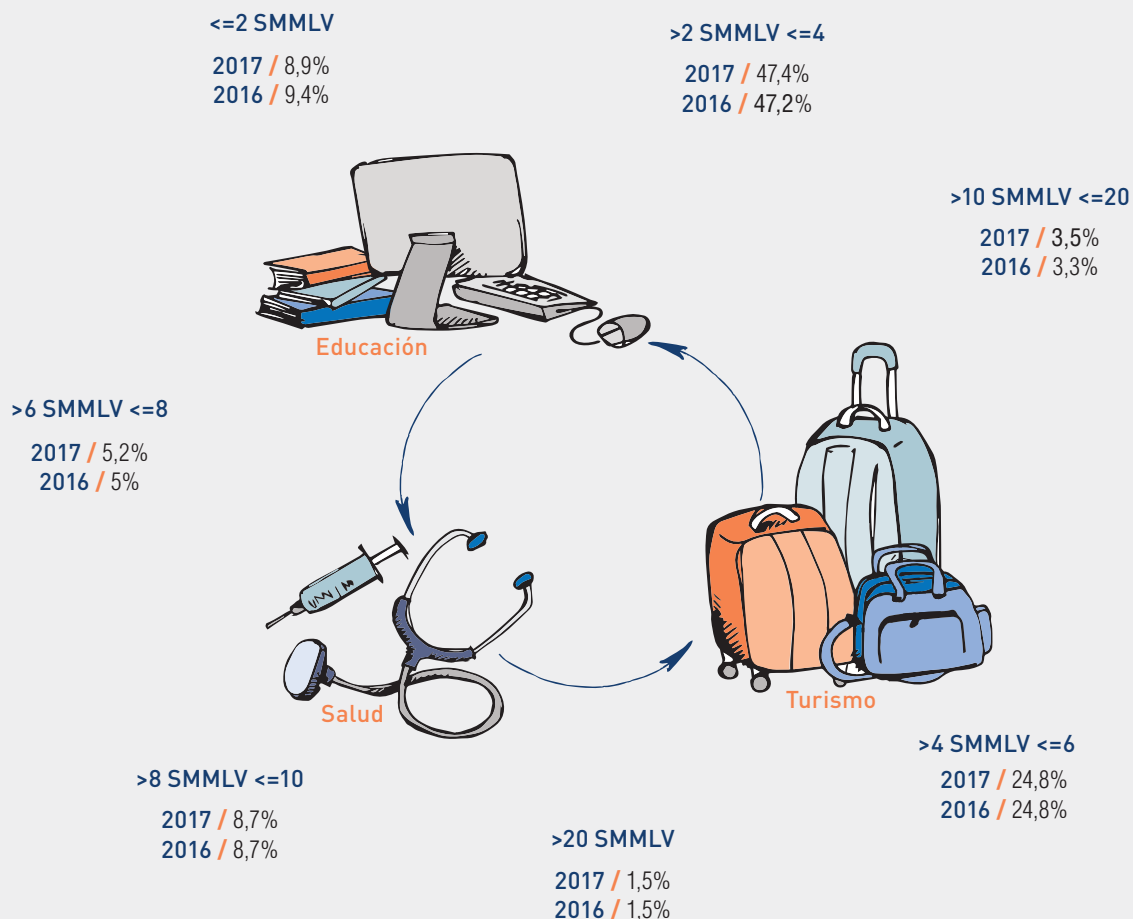 <=2 SMMLV
2017 / 8,9%
2016 / 9,4%
>2 SMMLV <=4
2017 / 47,4%
2016 / 47,2%
>10 SMMLV <=20
2017 / 3,5%
2016 / 3,3%
Educación
>6 SMMLV <=8
2017 / 5,2%
2016 / 5%
Salud
Turismo
>4 SMMLV <=6
2017 / 24,8%
2016 / 24,8%
>8 SMMLV <=10
2017 / 8,7%
2016 / 8,7%
>20 SMMLV
2017 / 1,5%
2016 / 1,5%